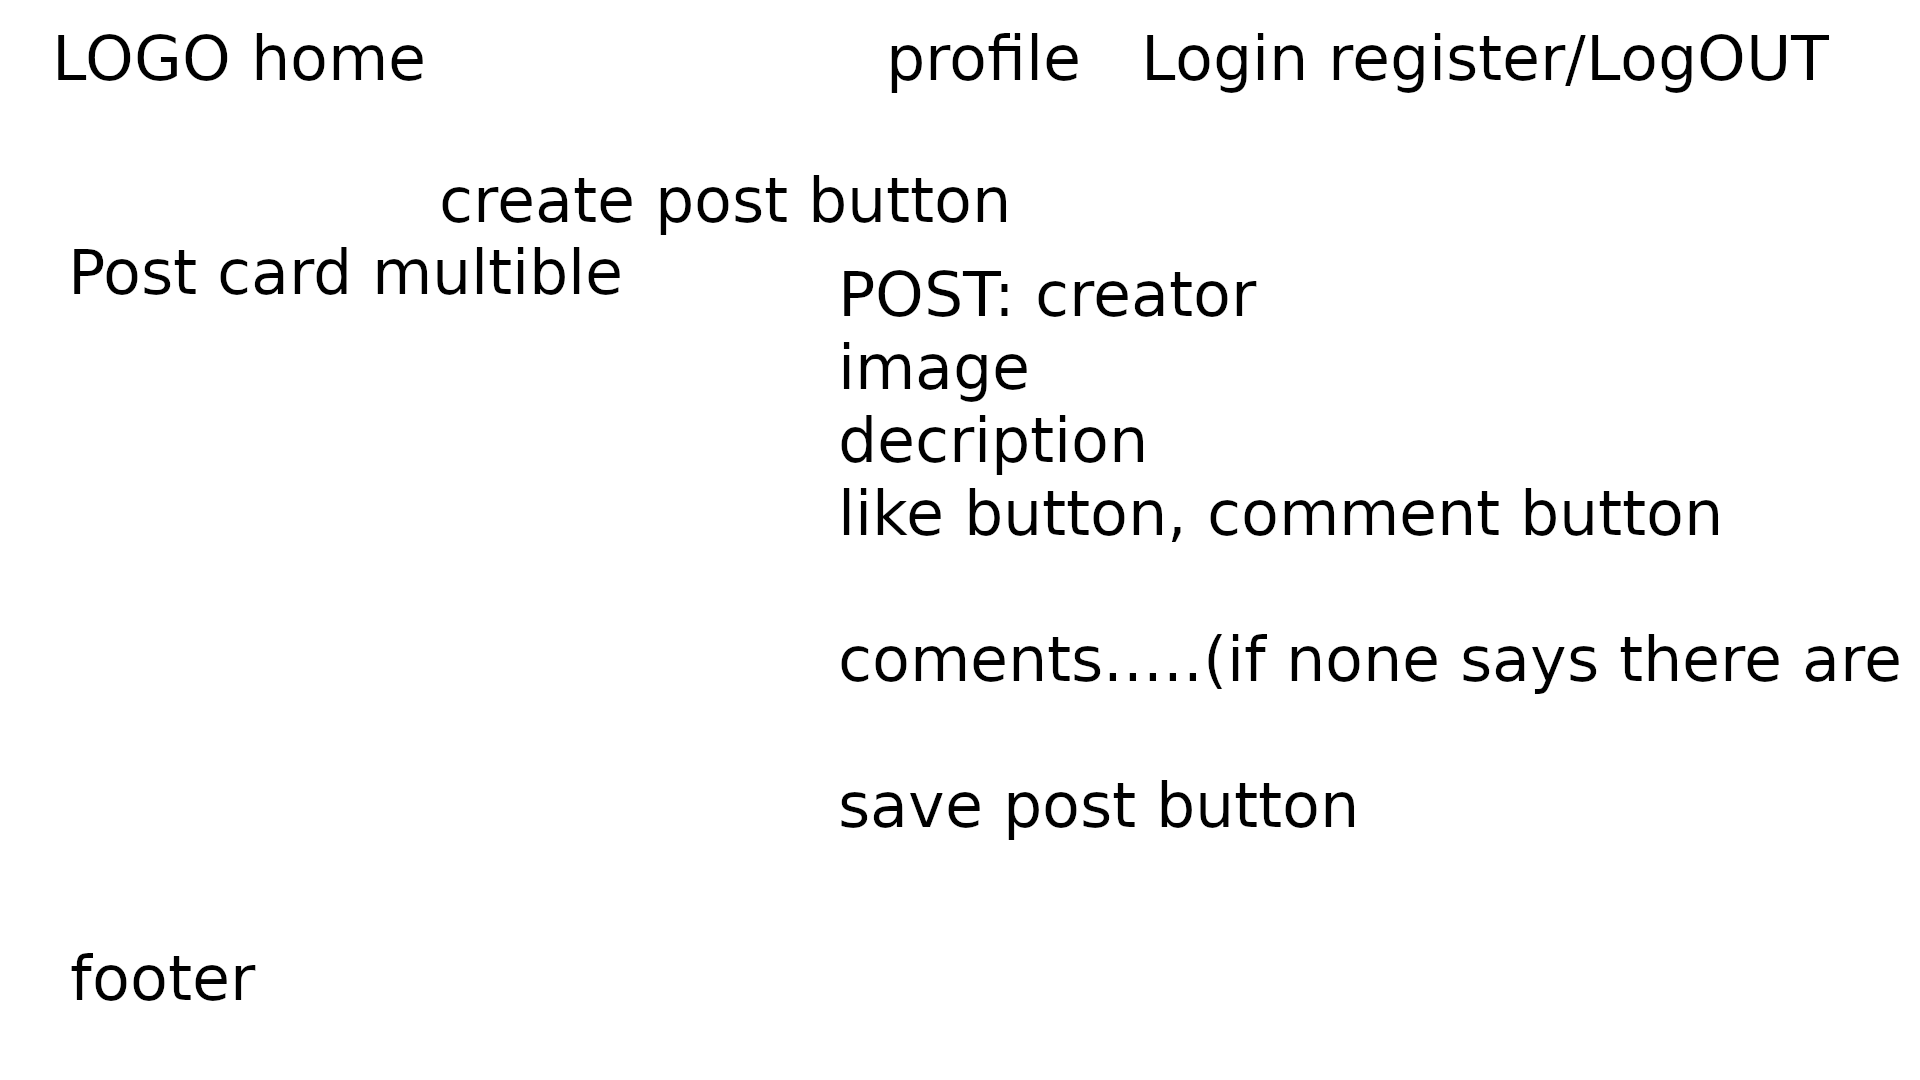 LOGO home profile Login register/LogOUT
create post button
Post card multible
POST: creator
image
decription
like button, comment button
coments.....(if none says there are
save post button
footer